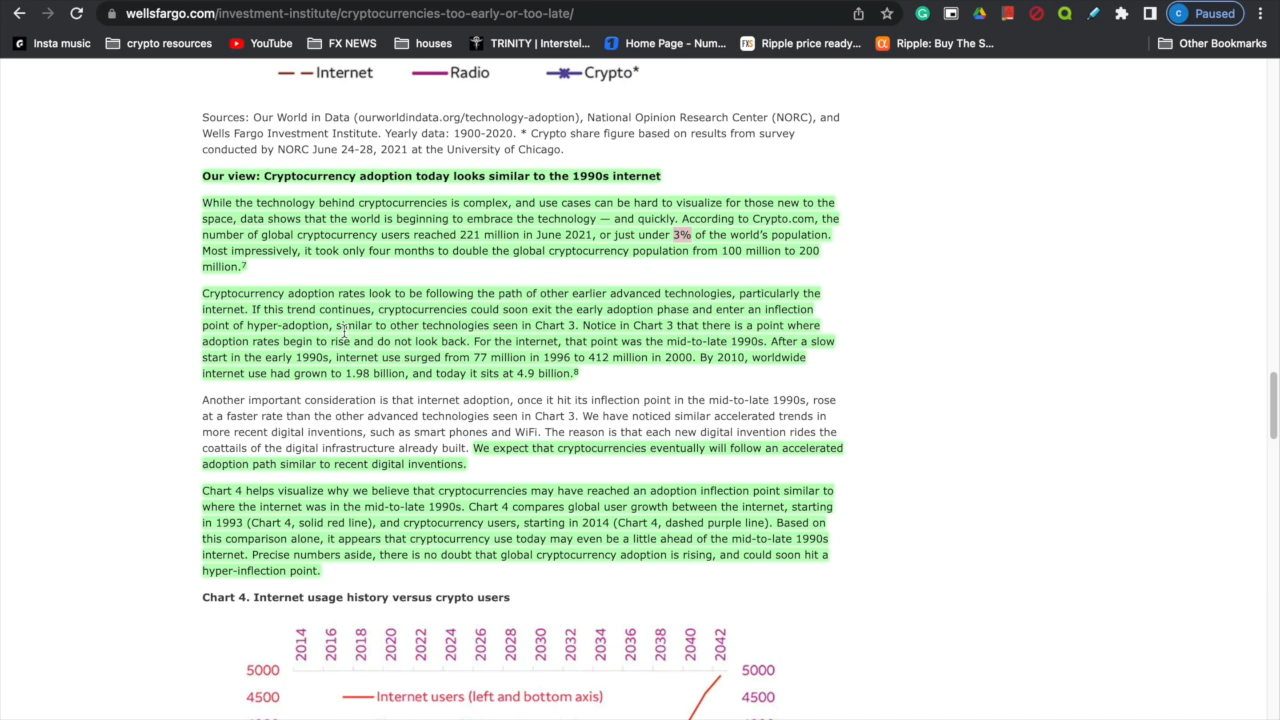 wellsfargo.com/investment-institute/cryptocurrencies-too-early-or-too-late/
C Paused
Insta music crypto resources YouTube FX NEWS houses TRINITY | Interstel... Home Page - Num... FXS Ripple price ready... α Ripple: Buy The S... Other Bookmarks
Internet Radio Crypto*
Sources: Our World in Data (ourworldindata.org/technology-adoption), National Opinion Research Center (NORC), and
Wells Fargo Investment Institute. Yearly data: 1900-2020. * Crypto share figure based on results from survey
conducted by NORC June 24-28, 2021 at the University of Chicago.
Our view: Cryptocurrency adoption today looks similar to the 1990s internet
While the technology behind cryptocurrencies is complex, and use cases can be hard to visualize for those new to the
space, data shows that the world is beginning to embrace the technology — and quickly. According to Crypto.com, the
number of global cryptocurrency users reached 221 million in June 2021, or just under 3% of the world's population.
Most impressively, it took only four months to double the global cryptocurrency population from 100 million to 200
million.7
Cryptocurrency adoption rates look to be following the path of other earlier advanced technologies, particularly the
internet. If this trend continues, cryptocurrencies could soon exit the early adoption phase and enter an inflection
point of hyper-adoption, similar to other technologies seen in Chart 3. Notice in Chart 3 that there is a point where
adoption rates begin to rise and do not look back. For the internet, that point was the mid-to-late 1990s. After a slow
start in the early 1990s, internet use surged from 77 million in 1996 to 412 million in 2000. By 2010, worldwide
internet use had grown to 1.98 billion, and today it sits at 4.9 billion.8
Another important consideration is that internet adoption, once it hit its inflection point in the mid-to-late 1990s, rose
at a faster rate than the other advanced technologies seen in Chart 3. We have noticed similar accelerated trends in
more recent digital inventions, such as smart phones and WiFi. The reason is that each new digital invention rides the
coattails of the digital infrastructure already built. We expect that cryptocurrencies eventually will follow an accelerated
adoption path similar to recent digital inventions.
Chart 4 helps visualize why we believe that cryptocurrencies may have reached an adoption inflection point similar to
where the internet was in the mid-to-late 1990s. Chart 4 compares global user growth between the internet, starting
in 1993 (Chart 4, solid red line), and cryptocurrency users, starting in 2014 (Chart 4, dashed purple line). Based on
this comparison alone, it appears that cryptocurrency use today may even be a little ahead of the mid-to-late 1990s
internet. Precise numbers aside, there is no doubt that global cryptocurrency adoption is rising, and could soon hit a
hyper-inflection point.
Chart 4. Internet usage history versus crypto users
2014 2016 2018 2020 2022 2024 2026 2028 2030 2032 2034 2036 2038 2040 2042
5000 5000
4500 Internet users (left and bottom axis) 4500